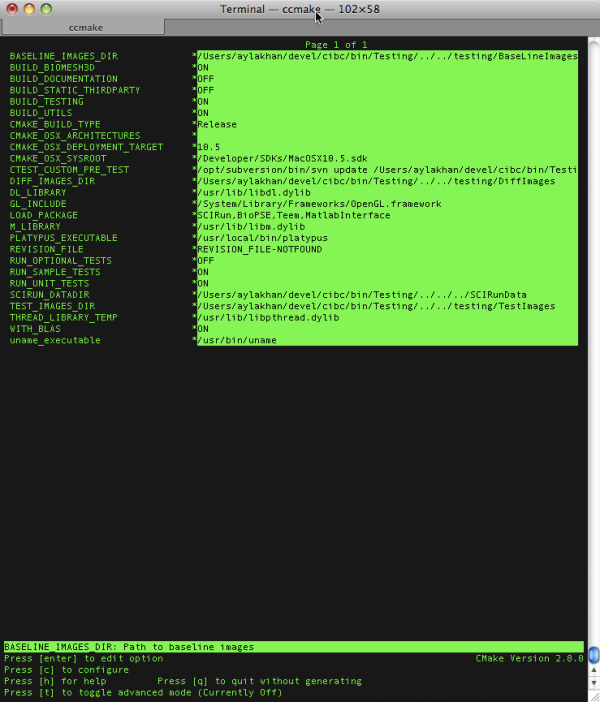 Terminal — ccmake — 102×58
ccmake
Page 1 of 1
BASELINE_IMAGES_DIR */Users/aylakhan/devel/cibc/bin/Testing/../../testing/BaseLineImages
BUILD_BIOMESH3D *ON
BUILD_DOCUMENTATION *OFF
BUILD_STATIC_THIRDPARTY *OFF
BUILD_TESTING *ON
BUILD_UTILS *ON
CMAKE_BUILD_TYPE *Release
CMAKE_OSX_ARCHITECTURES *
CMAKE_OSX_DEPLOYMENT_TARGET *10.5
CMAKE_OSX_SYSROOT */Developer/SDKs/MacOSX10.5.sdk
CTEST_CUSTOM_PRE_TEST */opt/subversion/bin/svn update /Users/aylakhan/devel/cibc/bin/Testi
DIFF_IMAGES_DIR */Users/aylakhan/devel/cibc/bin/Testing/../../testing/DiffImages
DL_LIBRARY */usr/lib/libdl.dylib
GL_INCLUDE */System/Library/Frameworks/OpenGL.framework
LOAD_PACKAGE *SCIRun,BioPSE,Teem,MatlabInterface
M_LIBRARY */usr/lib/libm.dylib
PLATYPUS_EXECUTABLE */usr/local/bin/platypus
REVISION_FILE *REVISION_FILE-NOTFOUND
RUN_OPTIONAL_TESTS *OFF
RUN_SAMPLE_TESTS *ON
RUN_UNIT_TESTS *ON
SCIRUN_DATADIR */Users/aylakhan/devel/cibc/bin/Testing/../../../SCIRunData
TEST_IMAGES_DIR */Users/aylakhan/devel/cibc/bin/Testing/../../testing/TestImages
THREAD_LIBRARY_TEMP */usr/lib/libpthread.dylib
WITH_BLAS *ON
uname_executable */usr/bin/uname
BASELINE_IMAGES_DIR: Path to baseline images
Press [enter] to edit option CMake Version 2.8.0
Press [c] to configure
Press [h] for help Press [q] to quit without generating
Press [t] to toggle advanced mode (Currently Off)